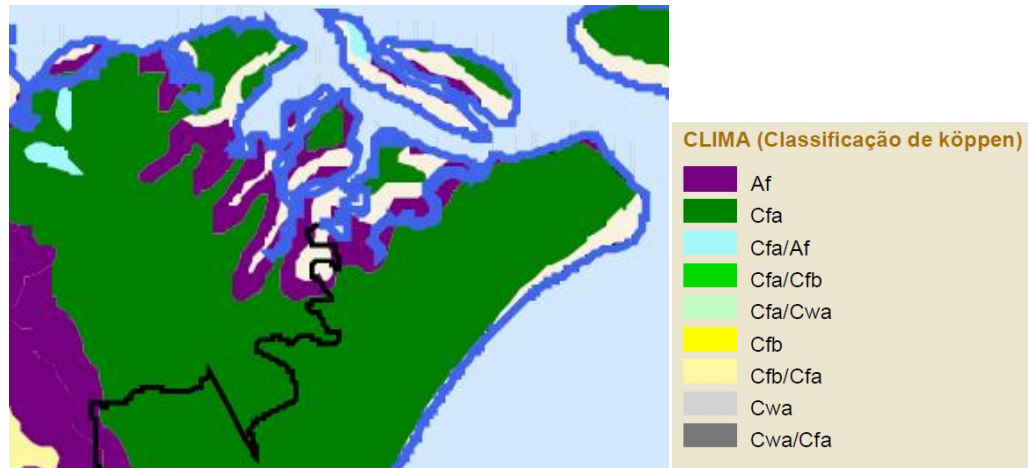 CLIMA (Classificação de köppen)
Af
Cfa
Cfa/Af
Cfa/Cfb
Cfa/Cwa
Cfb
Cfb/Cfa
Cwa
Cwa/Cfa